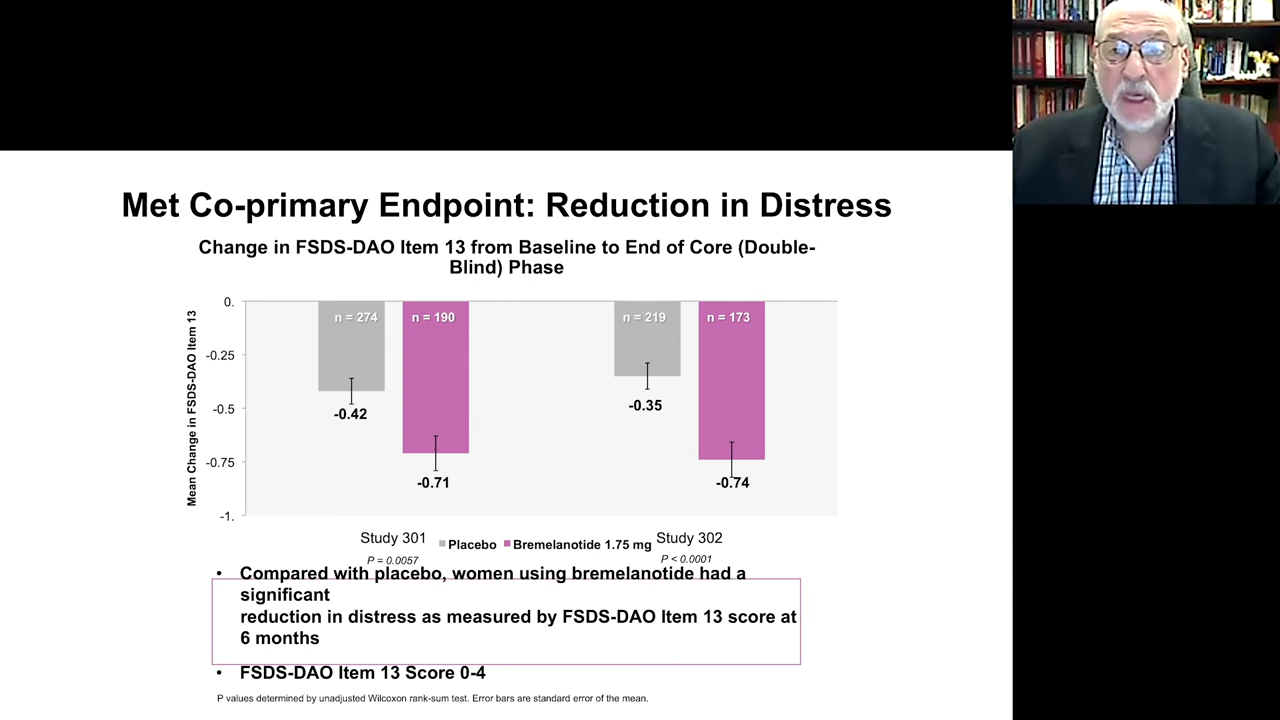 Met Co-primary Endpoint: Reduction in Distress
Change in FSDS-DAO Item 13 from Baseline to End of Core (Double-
Blind) Phase
Mean Change in FSDS-DAO Item 13
0.
-0.25
-0.5
-0.75
-1.
n = 274
n = 190
n = 219
n = 173
-0.42
-0.71
-0.35
-0.74
Study 301
Placebo
Bremelanotide 1.75 mg
Study 302
P = 0.0057
P < 0.0001
• Compared with placebo, women using bremelanotide had a
significant
reduction in distress as measured by FSDS-DAO Item 13 score at
6 months
• FSDS-DAO Item 13 Score 0-4
P values determined by unadjusted Wilcoxon rank-sum test. Error bars are standard error of the mean.